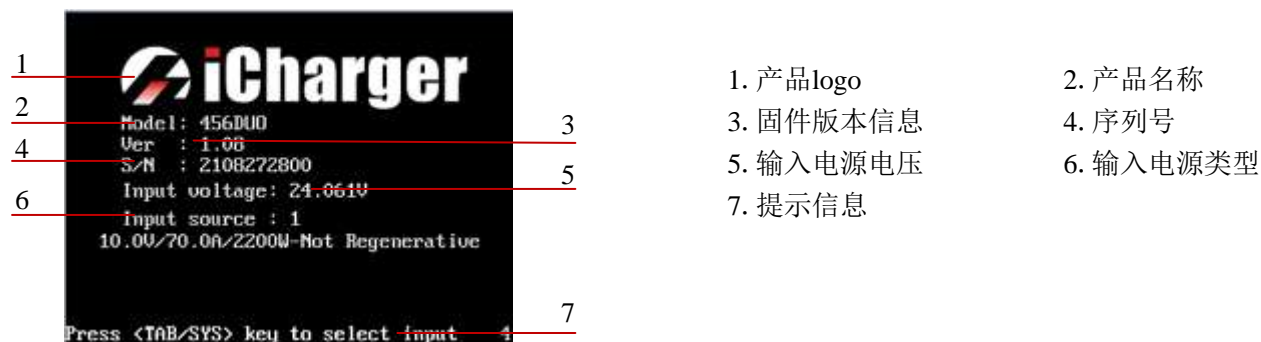 iCharger
1
2
Model: 456DUO
3
Ver : 1.08
4
S/N : 2108272800
5
Input voltage: 24.061V
6
Input source : 1
10.0V/70.0A/2200W-Not Regenerative
7
Press <TAB/SYS> key to select input 4
1. 产品logo 2. 产品名称
3. 固件版本信息 4. 序列号
5. 输入电源电压 6. 输入电源类型
7. 提示信息